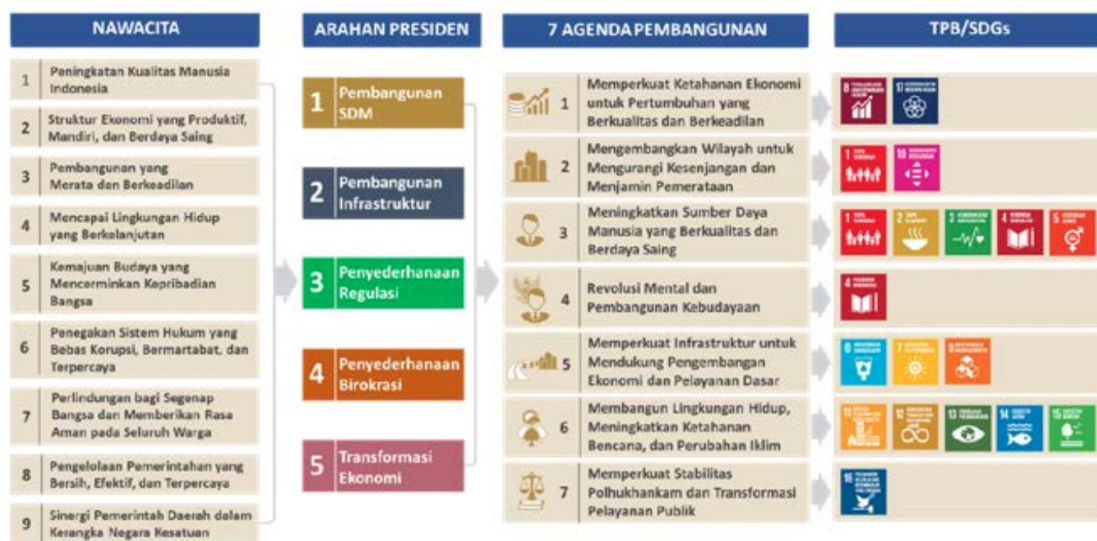 NAWACITA
1
Peningkatan Kualitas Manusia
Indonesia
2
Struktur Ekonomi yang Produktif,
Mandiri, dan Berdaya Saing
3
Pembangunan yang
Merata dan Berkeadilan
4
Mencapai Lingkungan Hidup
yang Berkelanjutan
5
Kemajuan Budaya yang
Mencerminkan Kepribadian
Bangsa
6
Penegakan Sistem Hukum yang
Bebas Korupsi, Bermartabat, dan
Terpercaya
7
Perlindungan bagi Segenap
Bangsa dan Memberikan Rasa
Aman pada Seluruh Warga
8
Pengelolaan Pemerintahan yang
Bersih, Efektif, dan Terpercaya
9
Sinergi Pemerintah Daerah dalam
Kerangka Negara Kesatuan
ARAHAN PRESIDEN
1
Pembangunan
SDM
2
Pembangunan
Infrastruktur
3
Penyederhanaan
Regulasi
4
Penyederhanaan
Birokrasi
5
Transformasi
Ekonomi
7 AGENDA PEMBANGUNAN
1
Memperkuat Ketahanan Ekonomi
untuk Pertumbuhan yang
Berkualitas dan Berkeadilan
2
Mengembangkan Wilayah untuk
Mengurangi Kesenjangan dan
Menjamin Pemerataan
3
Meningkatkan Sumber Daya
Manusia yang Berkualitas dan
Berdaya Saing
4
Revolusi Mental dan
Pembangunan Kebudayaan
5
Memperkuat Infrastruktur untuk
Mendukung Pengembangan
Ekonomi dan Pelayanan Dasar
6
Membangun Lingkungan Hidup,
Meningkatkan Ketahanan
Bencana, dan Perubahan Iklim
7
Memperkuat Stabilitas
Polhukhankam dan Transformasi
Pelayanan Publik
TPB/SDGs
8
17
1
10
1
2
3
4
5
4
6
7
9
11
12
13
14
15
16